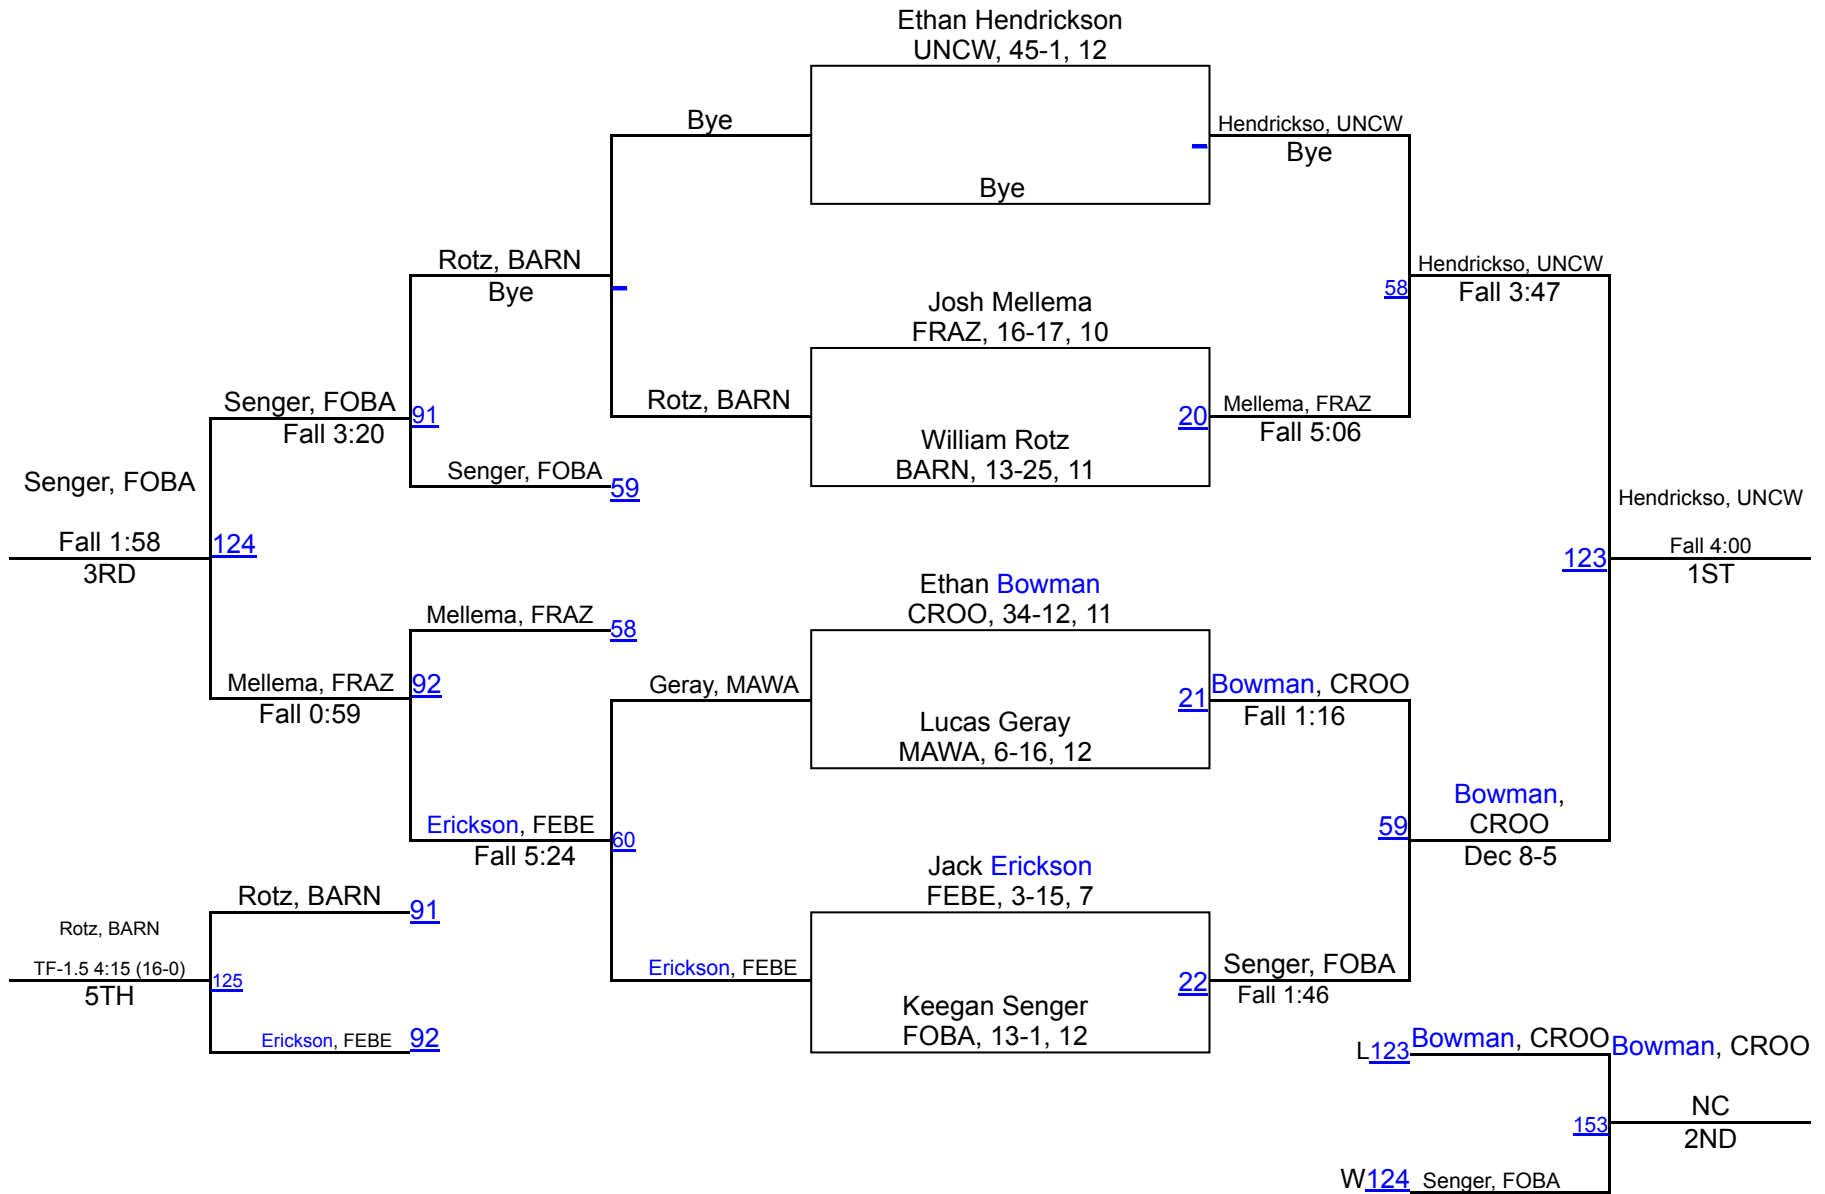 Ethan Hendrickson
UNCW, 45-1, 12
Bye
Hendrickso, UNCW
Bye
Bye
Rotz, BARN
Bye
Hendrickso, UNCW
58
Fall 3:47
Josh Mellema
FRAZ, 16-17, 10
Senger, FOBA
91
Fall 3:20
Rotz, BARN
20
Mellema, FRAZ
Fall 5:06
William Rotz
BARN, 13-25, 11
Senger, FOBA
59
Senger, FOBA
Hendrickso, UNCW
Fall 1:58
124
3RD
123
Fall 4:00
1ST
Ethan Bowman
CROO, 34-12, 11
Mellema, FRAZ
58
Mellema, FRAZ
92
Fall 0:59
Geray, MAWA
21
Bowman, CROO
Fall 1:16
Lucas Geray
MAWA, 6-16, 12
Bowman,
CROO
59
Dec 8-5
Erickson, FEBE
60
Fall 5:24
Jack Erickson
FEBE, 3-15, 7
Rotz, BARN
91
Rotz, BARN
TF-1.5 4:15 (16-0)
125
5TH
Erickson, FEBE
22
Senger, FOBA
Fall 1:46
Keegan Senger
FOBA, 13-1, 12
Erickson, FEBE
92
L123
Bowman, CROO
Bowman, CROO
NC
153
2ND
W124
Senger, FOBA